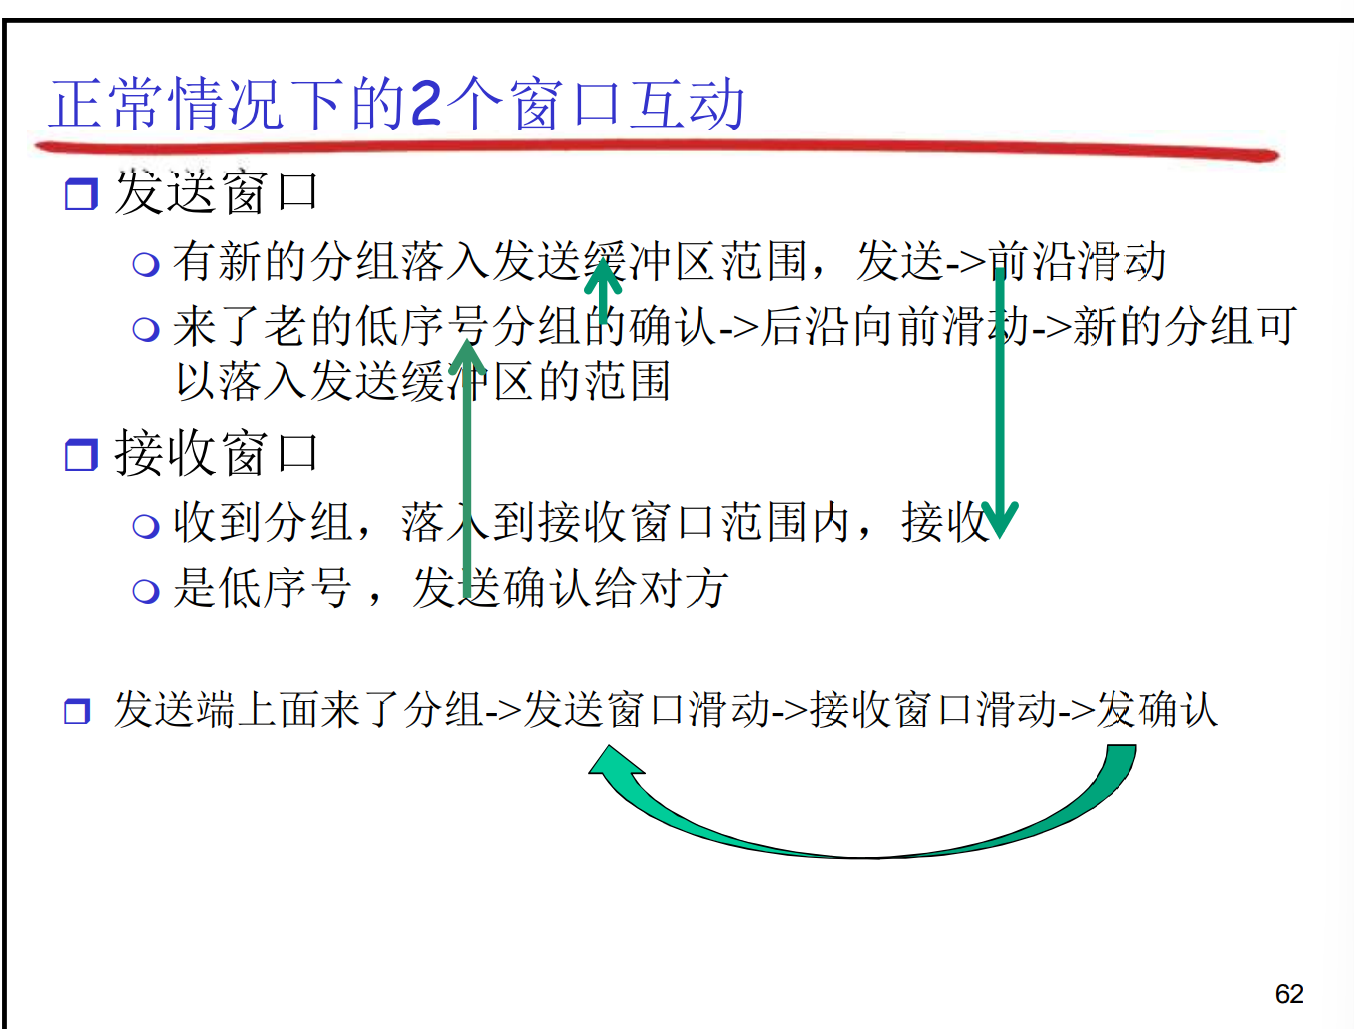 正常情况下的2个窗口互动
发送窗口
有新的分组落入发送缓冲区范围，发送->前沿滑动
来了老的低序号分组的确认->后沿向前滑动->新的分组可
以落入发送缓冲区的范围
接收窗口
收到分组，落入到接收窗口范围内，接收
是低序号，发送确认给对方
发送端上面来了分组->发送窗口滑动->接收窗口滑动->发确认
62